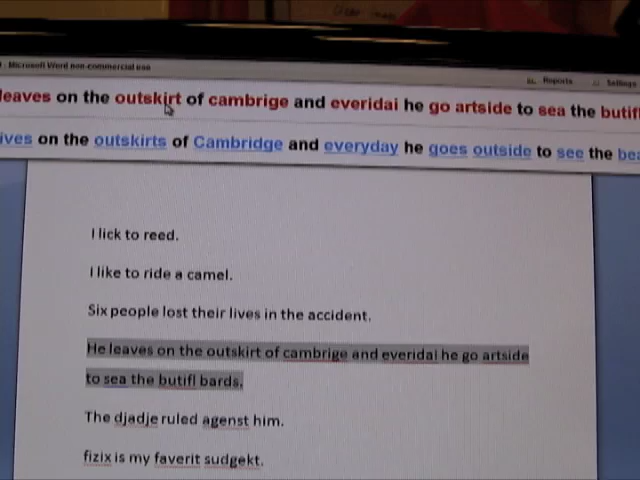 Microsoft Word non-commercial use
Reports Settings
leaves on the outskirt of cambrige and everidai he go artside to sea the butifl
on the outskirts of Cambridge and everyday he goes outside to see the
I lick to reed.
I like to ride a camel.
Six people lost their lives in the accident.
He leaves on the outskirt of cambrige and everidai he go artside
to sea the butifl bards.
The djadje ruled agenst him.
fizix is my faverit sudgekt.